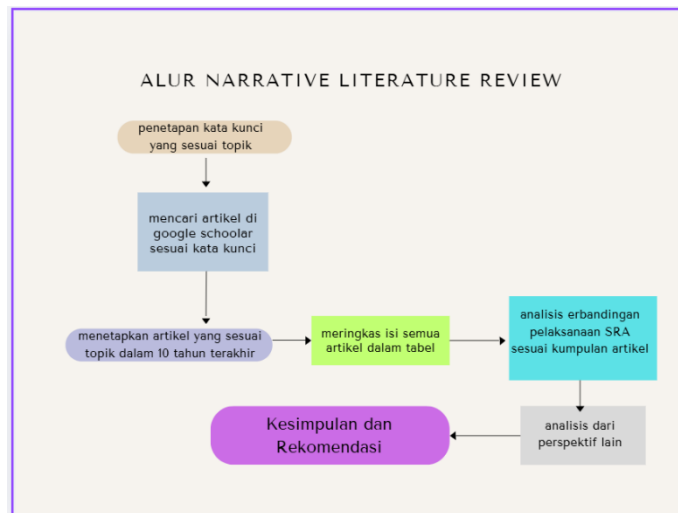 ALUR NARRATIVE LITERATURE REVIEW
penetapan kata kunci
yang sesuai topik
mencari artikel di
google schoolar
sesuai kata kunci
menetapkan artikel yang sesuai
topik dalam 10 tahun terakhir
meringkas isi semua
artikel dalam tabel
analisis erbandingan
pelaksanaan SRA
sesuai kumpulan artikel
analisis dari
perspektif lain
Kesimpulan dan
Rekomendasi